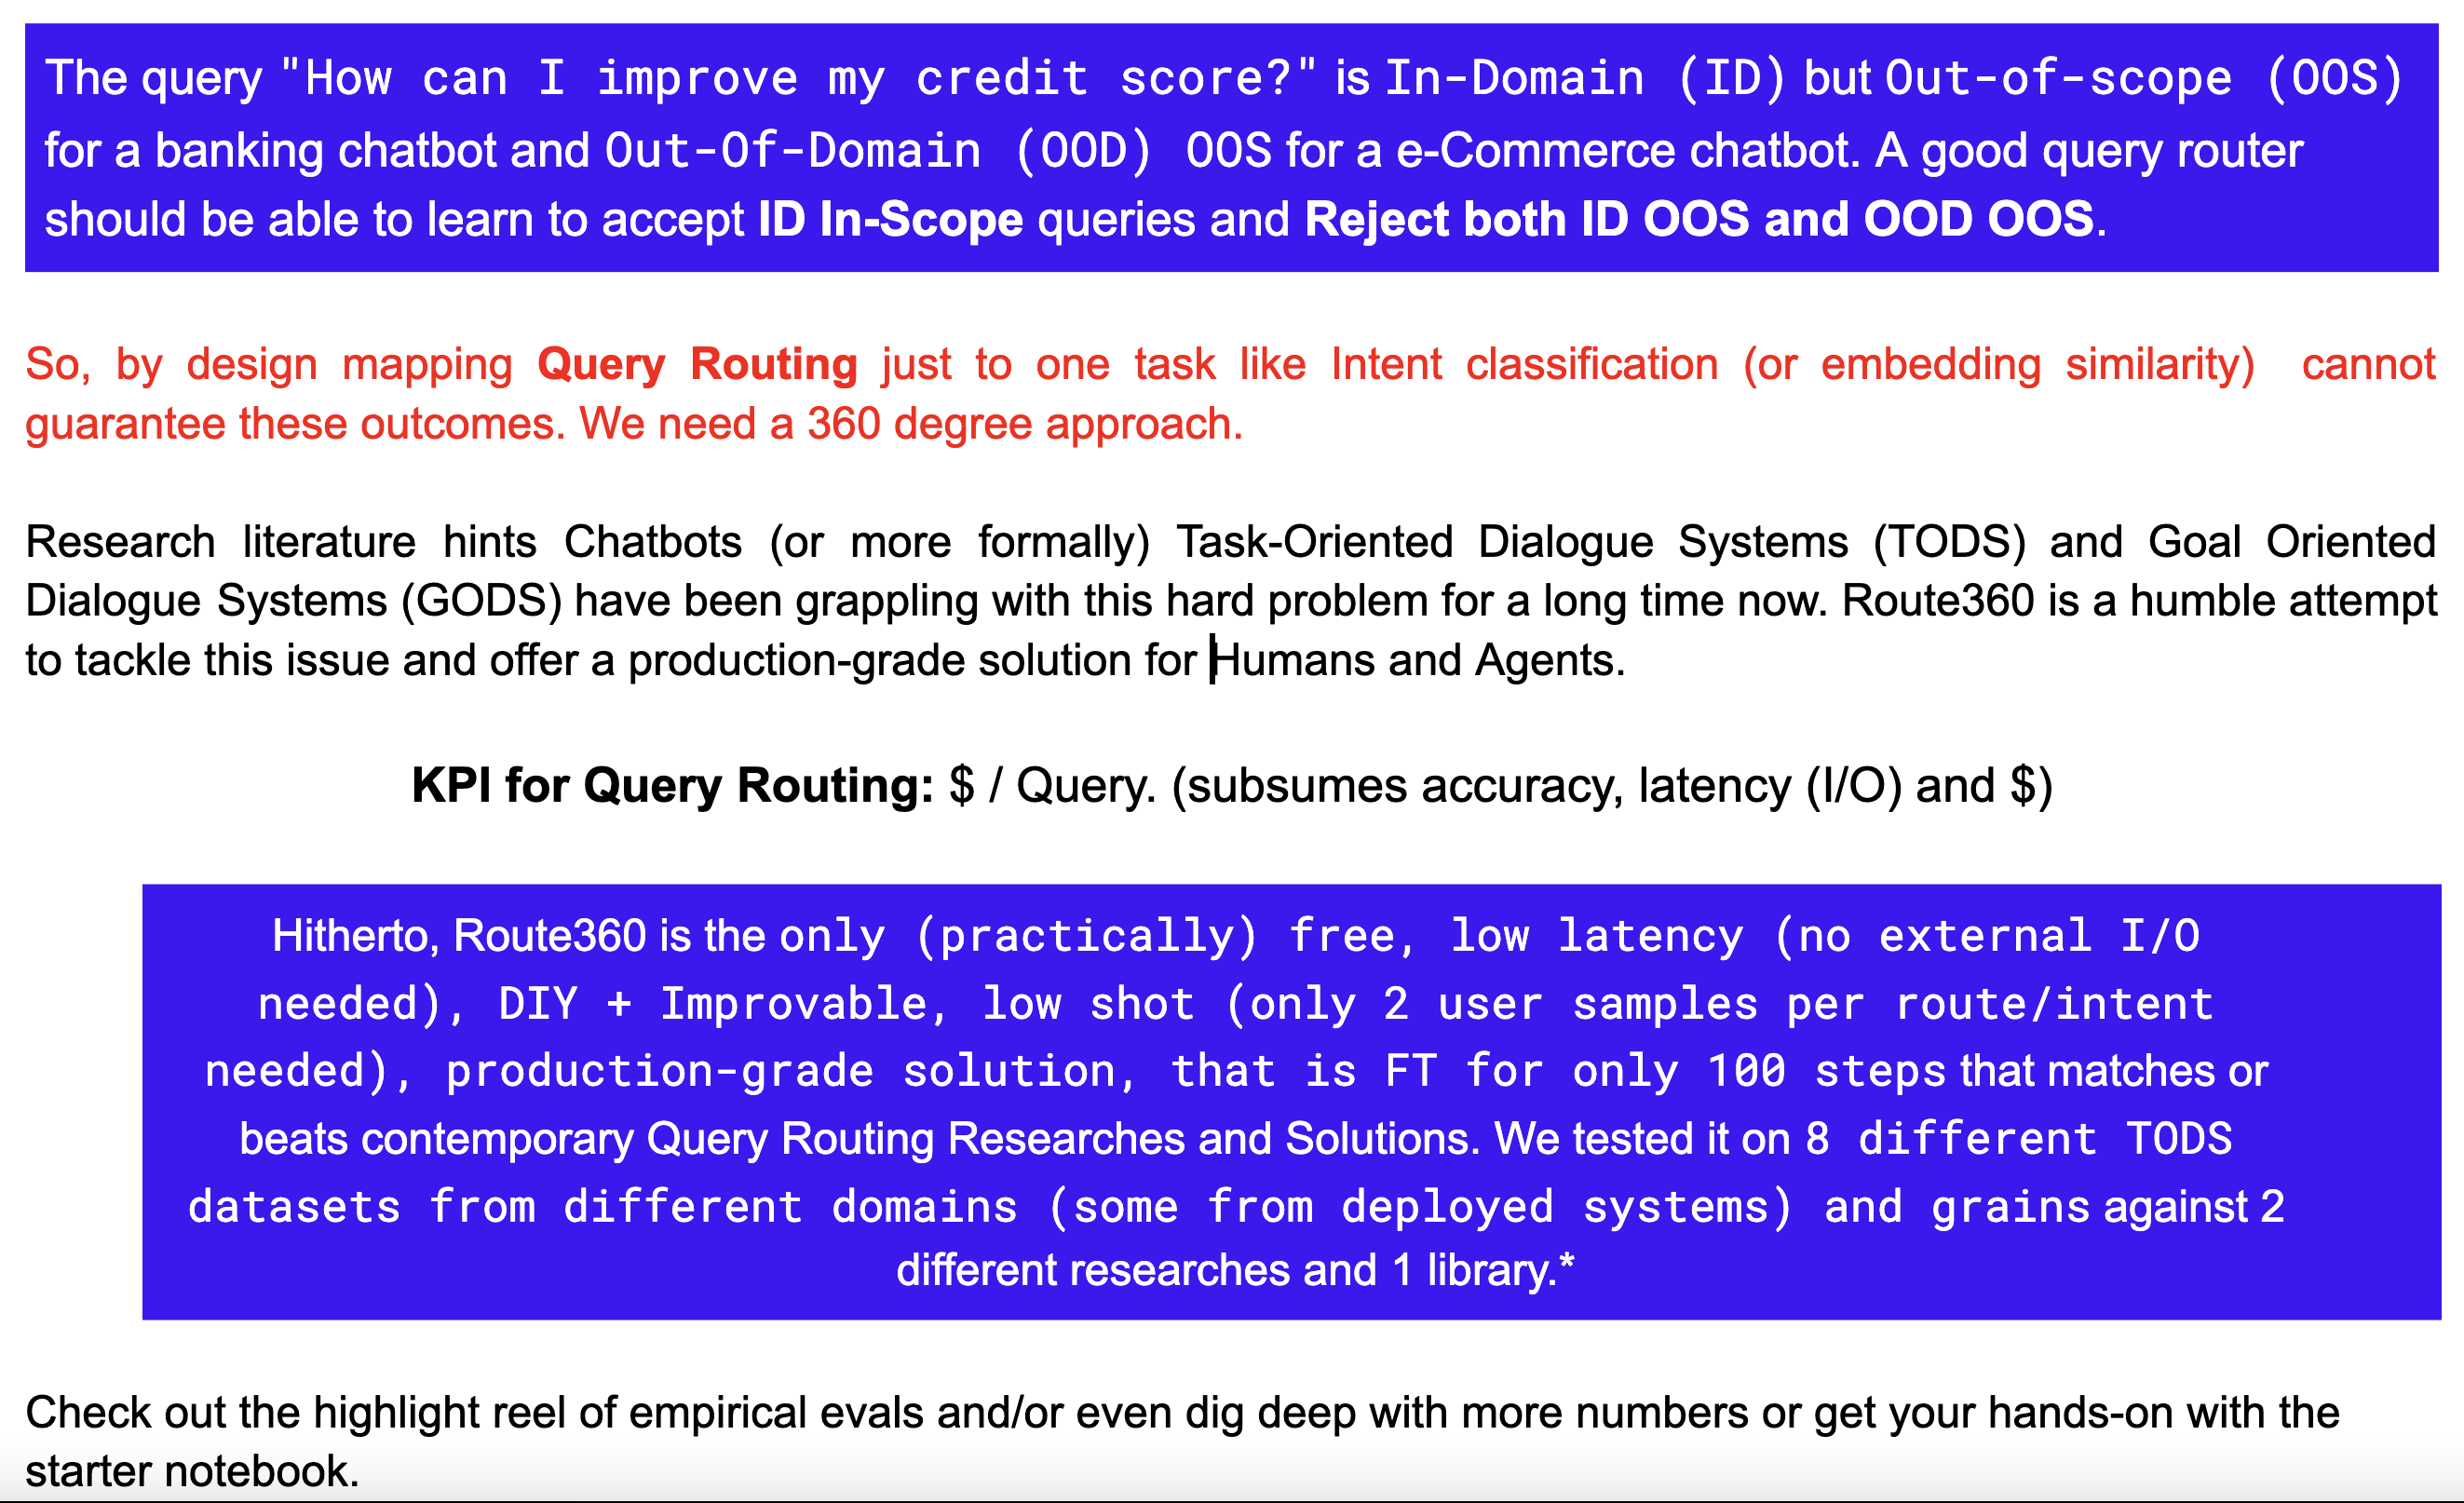 The query "How can I improve my credit score?" is In-Domain (ID) but Out-of-scope (OOS)
for a banking chatbot and Out-Of-Domain (OOD) OOS for a e-Commerce chatbot. A good query router
should be able to learn to accept ID In-Scope queries and Reject both ID OOS and OOD OOS.
So, by design mapping Query Routing just to one task like Intent classification (or embedding similarity) cannot
guarantee these outcomes. We need a 360 degree approach.
Research literature hints Chatbots (or more formally) Task-Oriented Dialogue Systems (TODS) and Goal Oriented
Dialogue Systems (GODS) have been grappling with this hard problem for a long time now. Route360 is a humble attempt
to tackle this issue and offer a production-grade solution for Humans and Agents.
KPI for Query Routing: $ / Query. (subsumes accuracy, latency (I/O) and $)
Hitherto, Route360 is the only (practically) free, low latency (no external I/O
needed), DIY + Improvable, low shot (only 2 user samples per route/intent
needed), production-grade solution, that is FT for only 100 steps that matches or
beats contemporary Query Routing Researches and Solutions. We tested it on 8 different TODS
datasets from different domains (some from deployed systems) and grains against 2
different researches and 1 library.*
Check out the highlight reel of empirical evals and/or even dig deep with more numbers or get your hands-on with the
starter notebook.